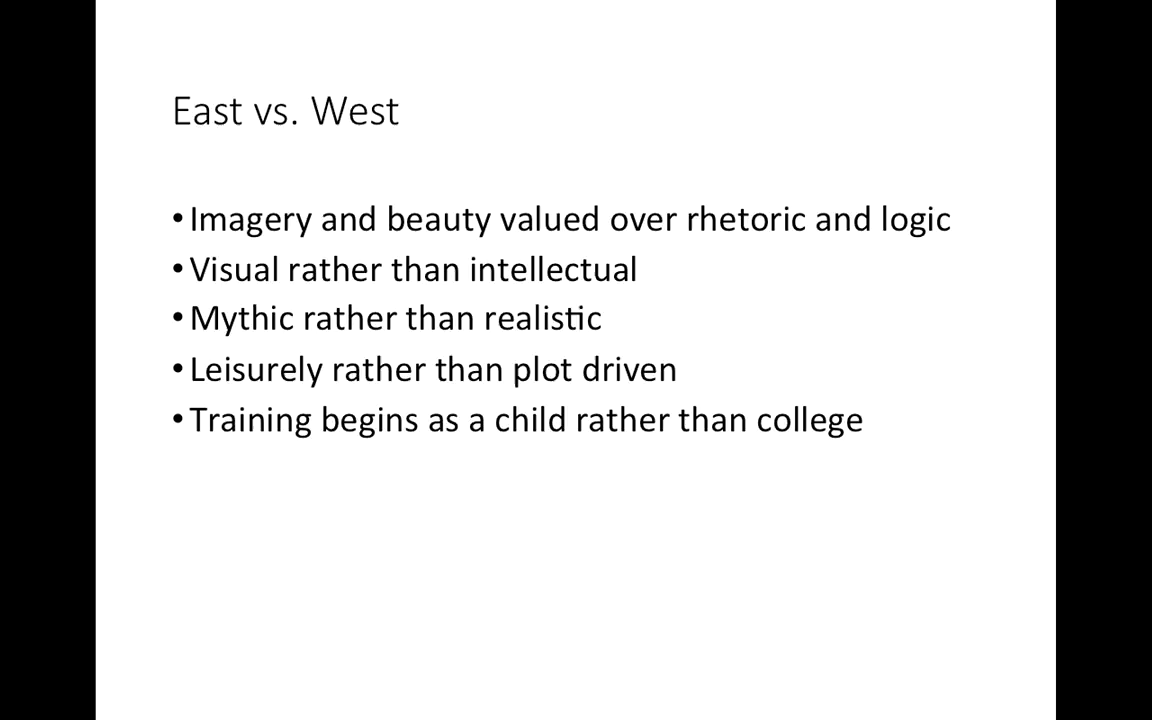 East vs. West
• Imagery and beauty valued over rhetoric and logic
• Visual rather than intellectual
• Mythic rather than realistic
• Leisurely rather than plot driven
• Training begins as a child rather than college